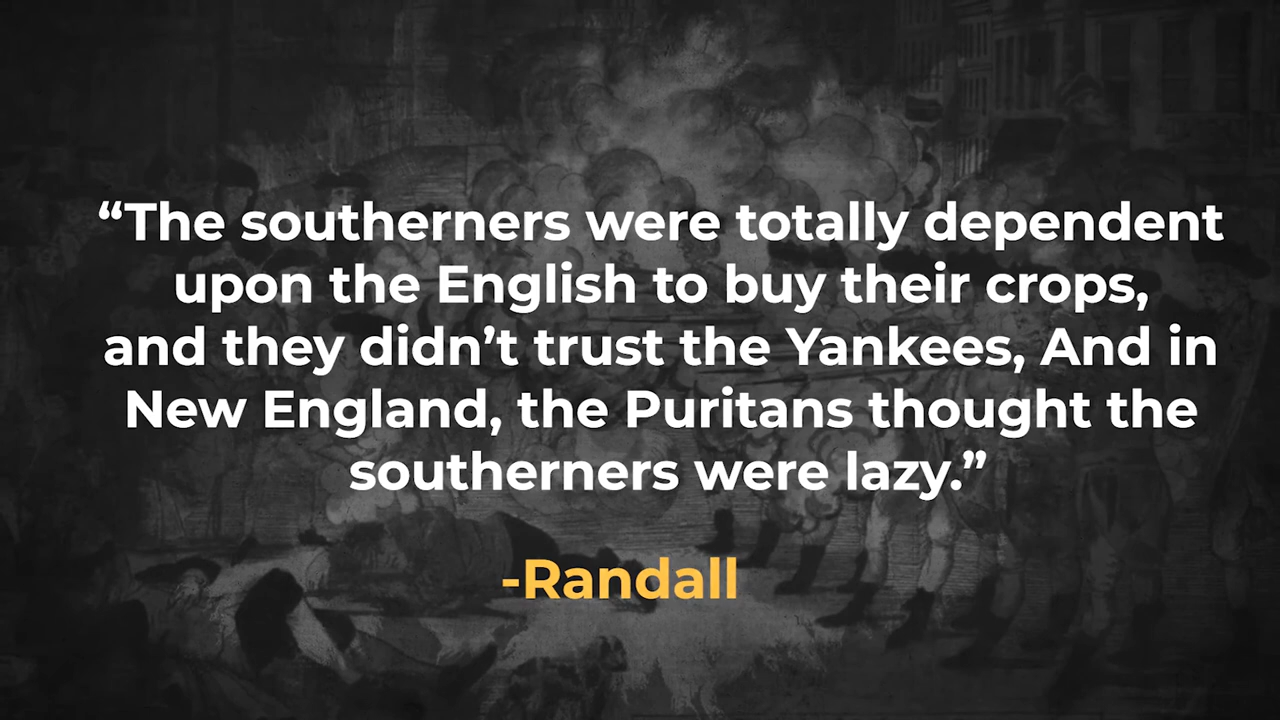 “The southerners were totally dependent
upon the English to buy their crops,
and they didn’t trust the Yankees, And in
New England, the Puritans thought the
southerners were lazy.”
-Randall